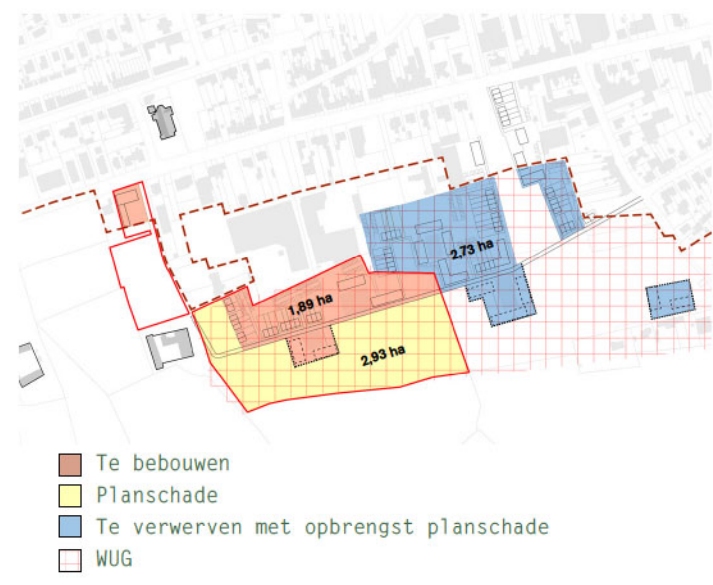 2,73 ha
1,89 ha
2,93 ha
Te bebouwen
Planschade
Te verwerven met opbrengst planschade
WUG